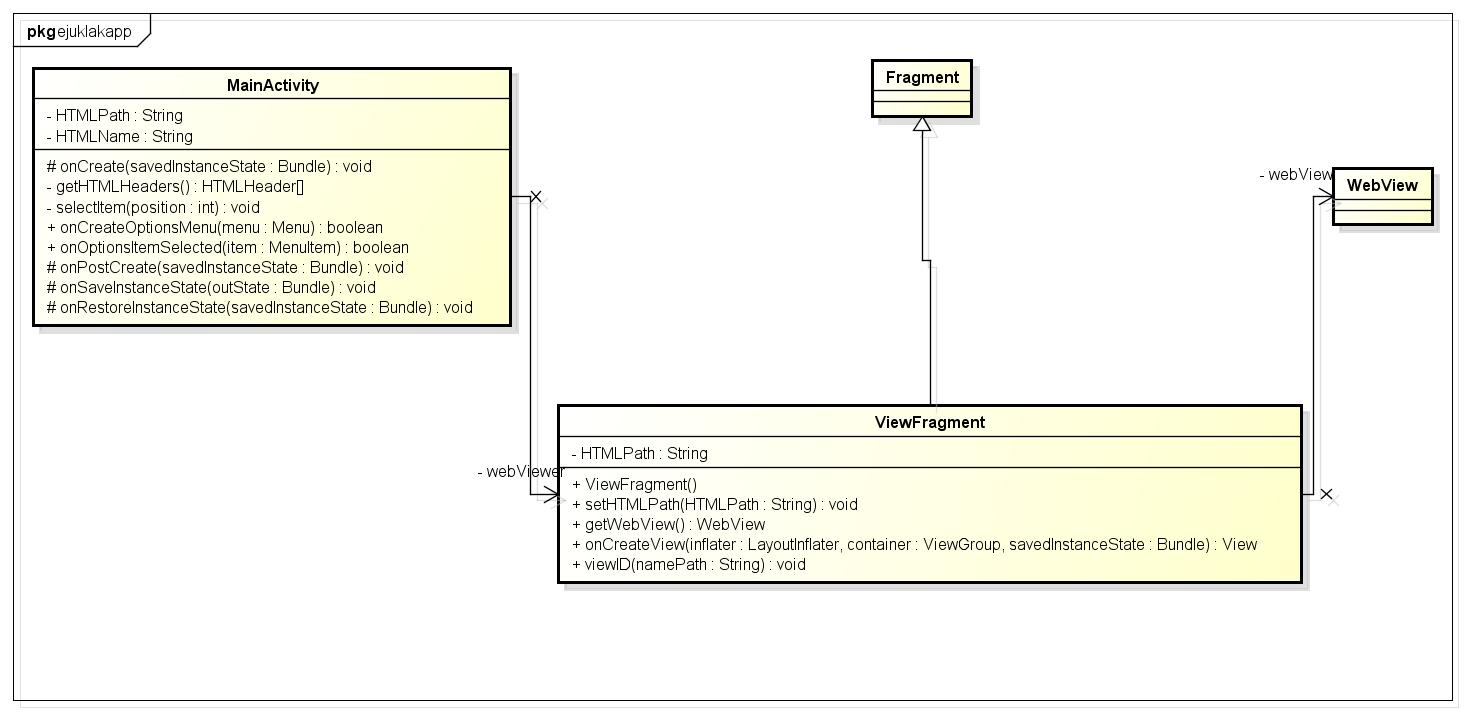 pkg ejuklakapp
MainActivity
- HTMLPath : String
- HTMLName : String
# onCreate(savedInstanceState : Bundle) : void
- getHTMLHeaders() : HTMLHeader[]
- selectItem(position : int) : void
+ onCreateOptionsMenu(menu : Menu) : boolean
+ onOptionsItemSelected(item : MenuItem) : boolean
# onPostCreate(savedInstanceState : Bundle) : void
# onSaveInstanceState(outState : Bundle) : void
# onRestoreInstanceState(savedInstanceState : Bundle) : void
Fragment
- webView
WebView
- webViewer
ViewFragment
- HTMLPath : String
+ ViewFragment()
+ setHTMLPath(HTMLPath : String) : void
+ getWebView() : WebView
+ onCreateView(inflater : LayoutInflater, container : ViewGroup, savedInstanceState : Bundle) : View
+ viewID(namePath : String) : void